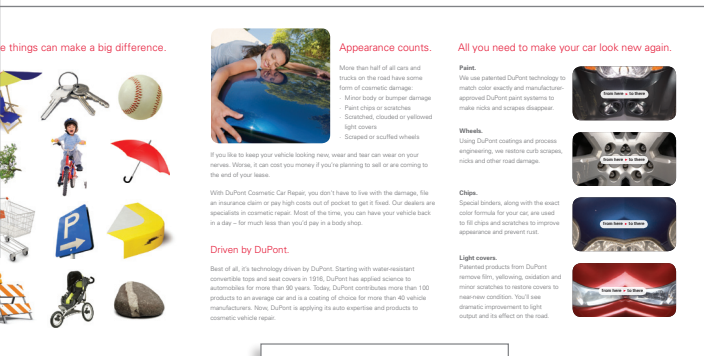 e things can make a big difference.
Appearance counts.
More than half of all cars and
trucks on the road have some
form of cosmetic damage:
· Minor body or bumper damage
· Paint chips or scratches
· Scratched, clouded or yellowed
light covers
· Scraped or scuffed wheels
If you like to keep your vehicle looking new, wear and tear can wear on your
nerves. Worse, it can cost you money if you're planning to sell or are coming to
the end of your lease.
With DuPont Cosmetic Car Repair, you don't have to live with the damage, file
an insurance claim or pay high costs out of pocket to get it fixed. Our dealers are
specialists in cosmetic repair. Most of the time, you can have your vehicle back
in a day – for much less than you'd pay in a body shop.
Driven by DuPont.
Best of all, it's technology driven by DuPont. Starting with water-resistant
convertible tops and seat covers in 1916, DuPont has applied science to
automobiles for more than 90 years. Today, DuPont contributes more than 100
products to an average car and is a coating of choice for more than 40 vehicle
manufacturers. Now, DuPont is applying its auto expertise and products to
cosmetic vehicle repair.
All you need to make your car look new again.
Paint.
We use patented DuPont technology to
match color exactly and manufacturer-
approved DuPont paint systems to
make nicks and scrapes disappear.
from here ▸ to there
Wheels.
Using DuPont coatings and process
engineering, we restore curb scrapes,
nicks and other road damage.
from here ▸ to there
Chips.
Special binders, along with the exact
color formula for your car, are used
to fill chips and scratches to improve
appearance and prevent rust.
from here ▸ to there
Light covers.
Patented products from DuPont
remove film, yellowing, oxidation and
minor scratches to restore covers to
near-new condition. You'll see
dramatic improvement to light
output and its effect on the road.
from here ▸ to there
P